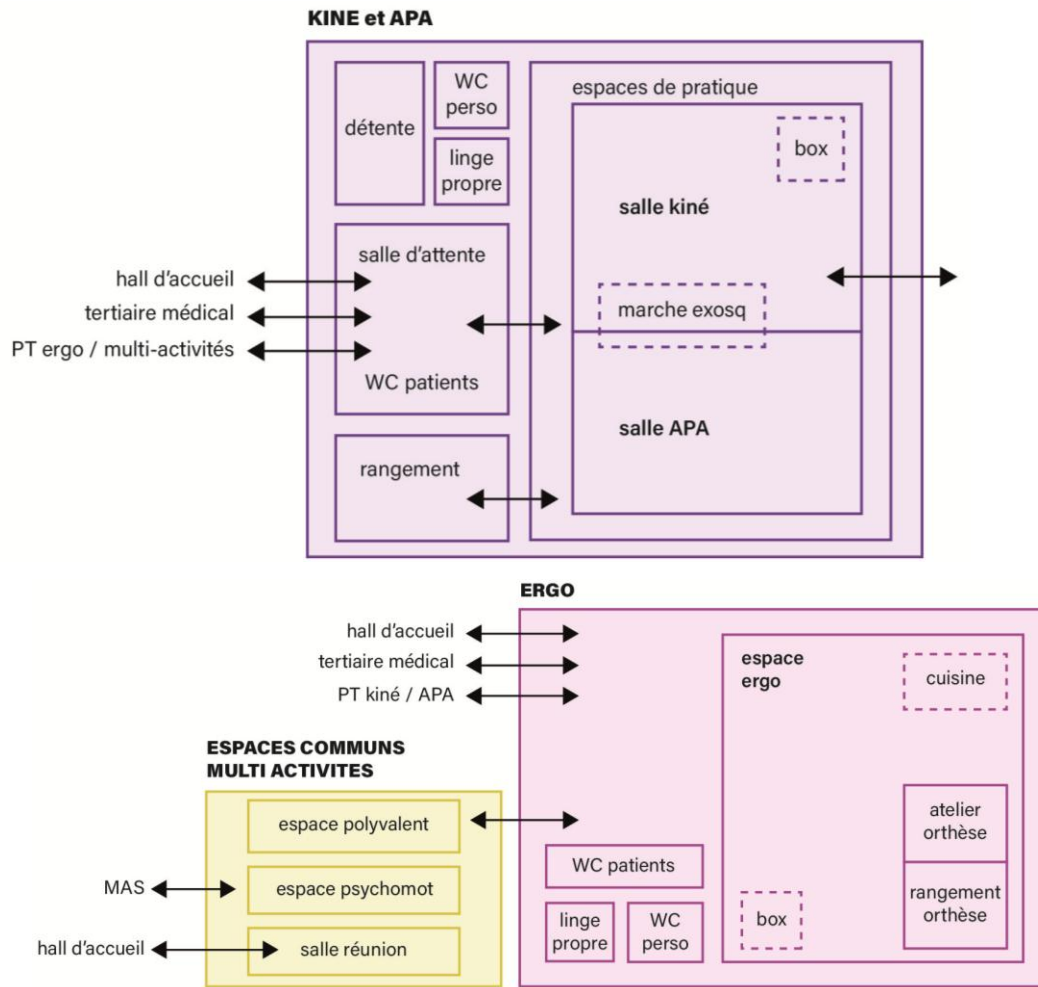 KINE et APA
détente
WC
perso
linge
propre
espaces de pratique
box
salle kiné
salle d'attente
hall d'accueil
tertiaire médical
PT ergo / multi-activités
WC patients
marche exosq
salle APA
rangement
ERGO
hall d'accueil
tertiaire médical
PT kiné / APA
espace
ergo
cuisine
ESPACES COMMUNS
MULTI ACTIVITES
espace polyvalent
MAS
espace psychomot
hall d'accueil
salle réunion
WC patients
linge
propre
WC
perso
box
atelier
orthèse
rangement
orthèse